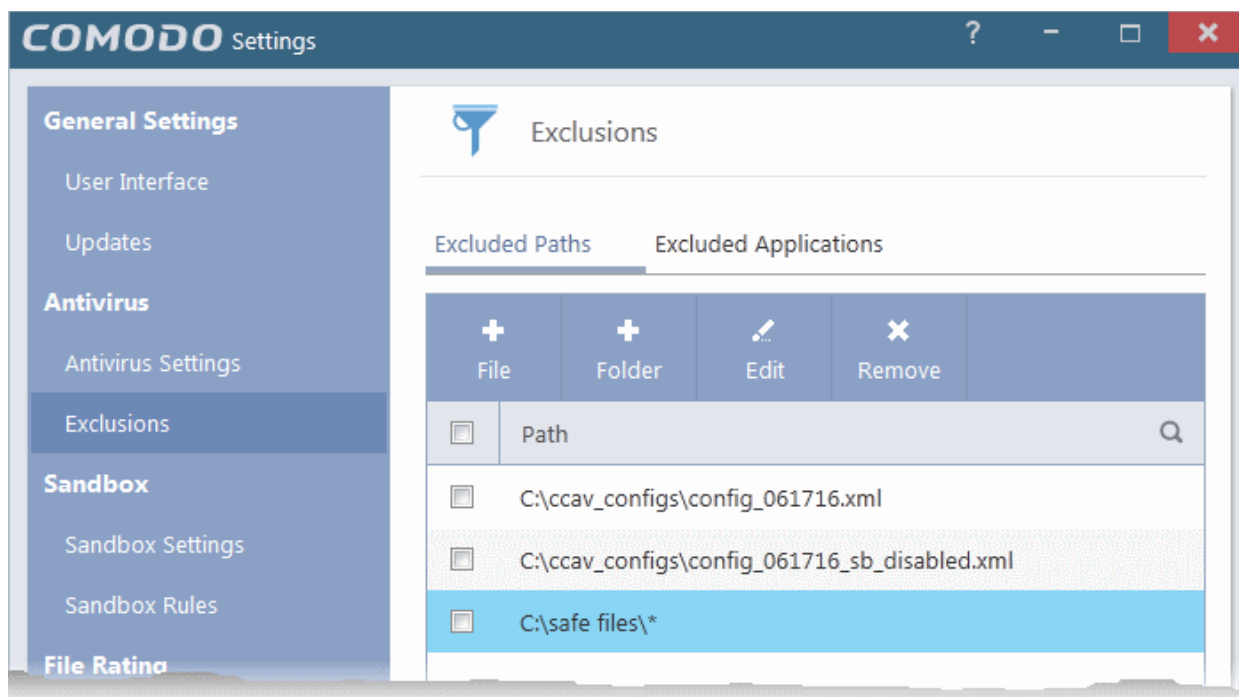 COMODO Settings
?
General Settings
User Interface
Updates
Antivirus
Antivirus Settings
Exclusions
Sandbox
Sandbox Settings
Sandbox Rules
File Rating
Exclusions
Excluded Paths Excluded Applications
File Folder Edit Remove
Path
C:\ccav_configs\config_061716.xml
C:\ccav_configs\config_061716_sb_disabled.xml
C:\safe files\*